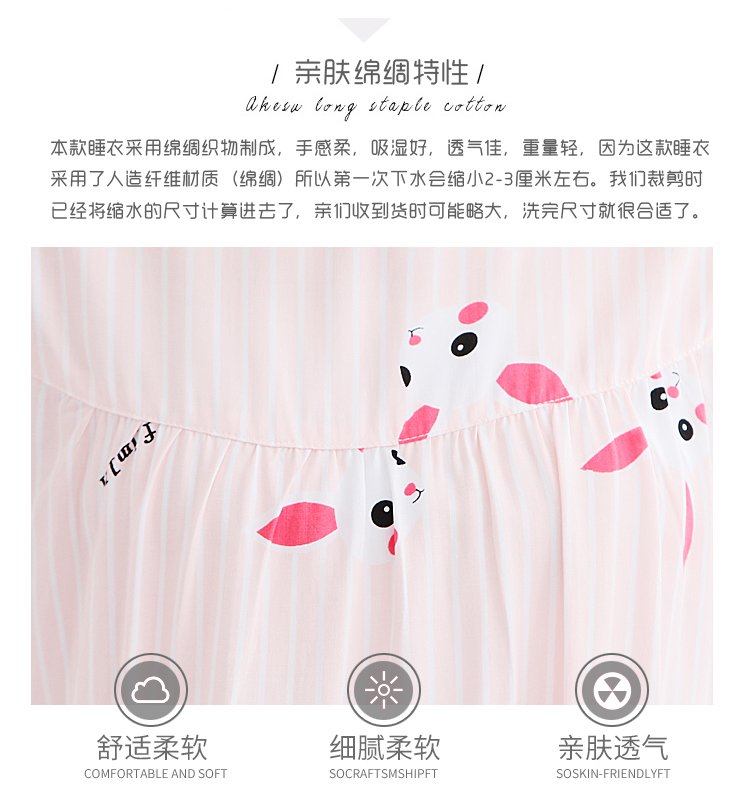 / 亲肤绵绸特性 /
Ahesu long staple cotton
本款睡衣采用绵绸织物制成，手感柔，吸湿好，透气佳，重量轻，因为这款睡衣
采用了人造纤维材质（绵绸）所以第一次下水会缩小2-3厘米左右。我们裁剪时
已经将缩水的尺寸计算进去了，亲们收到货时可能略大，洗完尺寸就很合适了。
舒适柔软 细腻柔软 亲肤透气
COMFORTABLE AND SOFT SOCRAFTSMSHIPFT SOSKIN-FRIENDLYFT